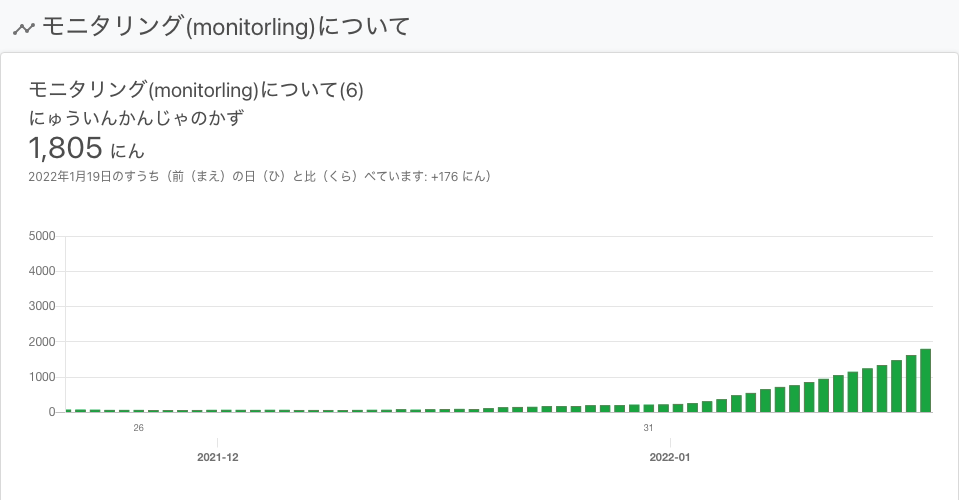 モニタリング(monitorling)について
モニタリング(monitorling)について(6)
にゅういんかんじゃのかず
1,805 にん
2022年1月19日のすうち（前（まえ）の日（ひ）と比（くら）べています: +176 にん）
5000
4000
3000
2000
1000
0
26 31
2021-12 2022-01